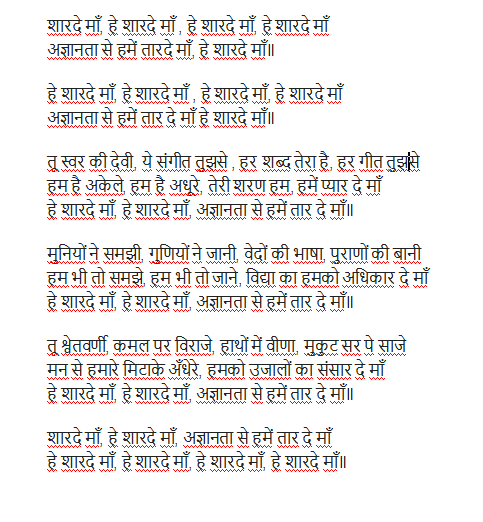 शारदे माँ, हे शारदे माँ , हे शारदे माँ, हे शारदे माँ
अज्ञानता से हमें तारदे माँ, हे शारदे माँ॥
हे शारदे माँ, हे शारदे माँ , हे शारदे माँ, हे शारदे माँ
अज्ञानता से हमें तार दे माँ हे शारदे माँ॥
तू स्वर की देवी, ये संगीत तुझसे , हर शब्द तेरा है, हर गीत तुझसे
हम है अकेले, हम है अधूरे, तेरी शरण हम, हमें प्यार दे माँ
हे शारदे माँ, हे शारदे माँ, अज्ञानता से हमें तार दे माँ॥
मुनियों ने समझी, गुणियों ने जानी, वेदों की भाषा, पुराणों की बानी
हम भी तो समझे, हम भी तो जाने, विद्या का हमको अधिकार दे माँ
हे शारदे माँ, हे शारदे माँ, अज्ञानता से हमें तार दे माँ॥
तू श्वेतवर्णी, कमल पर विराजे, हाथों में वीणा, मुकुट सर पे साजे
मन से हमारे मिटाके अँधेरे, हमको उजालों का संसार दे माँ
हे शारदे माँ, हे शारदे माँ, अज्ञानता से हमें तार दे माँ॥
शारदे माँ, हे शारदे माँ, अज्ञानता से हमें तार दे माँ
हे शारदे माँ, हे शारदे माँ, हे शारदे माँ, हे शारदे माँ॥